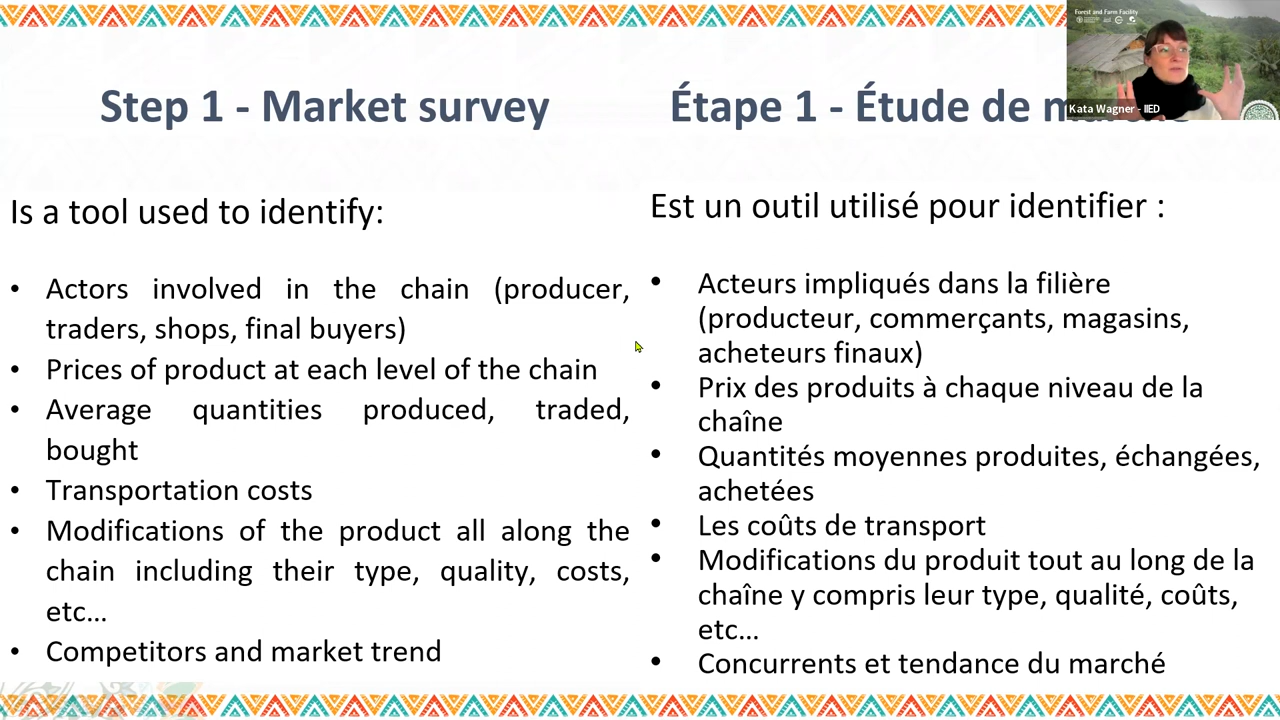 Step 1 - Market survey
Is a tool used to identify:
• Actors involved in the chain (producer,
traders, shops, final buyers)
• Prices of product at each level of the chain
• Average quantities produced, traded,
bought
• Transportation costs
• Modifications of the product all along the
chain including their type, quality, costs,
etc…
• Competitors and market trend
Étape 1 - Étude de
Est un outil utilisé pour identifier :
• Acteurs impliqués dans la filière
(producteur, commerçants, magasins,
acheteurs finaux)
• Prix des produits à chaque niveau de la
chaîne
• Quantités moyennes produites, échangées,
achetées
• Les coûts de transport
• Modifications du produit tout au long de la
chaîne y compris leur type, qualité, coûts,
etc…
• Concurrents et tendance du marché
Forest and Farm Facility
Kata Wagner - IIED